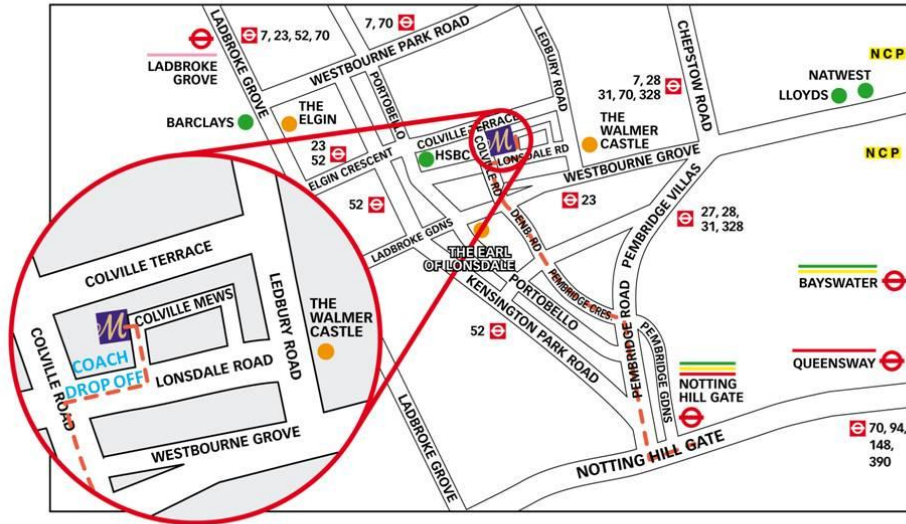 LADBROKE GROVE
7, 23, 52, 70
7, 70
WESTBOURNE PARK ROAD
LADBROKE
GROVE
PORTOBELLO
LEDBURY ROAD
CHEPSTOW ROAD
NCP
7, 28
31, 70, 328
NATWEST
LLOYDS
BARCLAYS
THE
ELGIN
23
52
COLVILLE TERRACE
M
THE
WALMER
CASTLE
HSBC
LONSDALE RD
ELGIN CRESCENT
COLVILLE RD
WESTBOURNE GROVE
NCP
52
23
DENB. RD
PEMBRIDGE VILLAS
27, 28,
31, 328
LADBROKE GDNS
THE EARL
OF LONSDALE
PEMBRIDGE CRES.
PORTOBELLO
KENSINGTON PARK ROAD
BAYSWATER
PEMBRIDGE ROAD
PEMBRIDGE GDNS
52
QUEENSWAY
NOTTING
HILL GATE
LADBROKE GROVE
NOTTING HILL GATE
70, 94,
148,
390
COLVILLE TERRACE
LEDBURY ROAD
COLVILLE MEWS
M
THE
WALMER
CASTLE
COACH
DROP OFF
LONSDALE ROAD
COLVILLE ROAD
WESTBOURNE GROVE